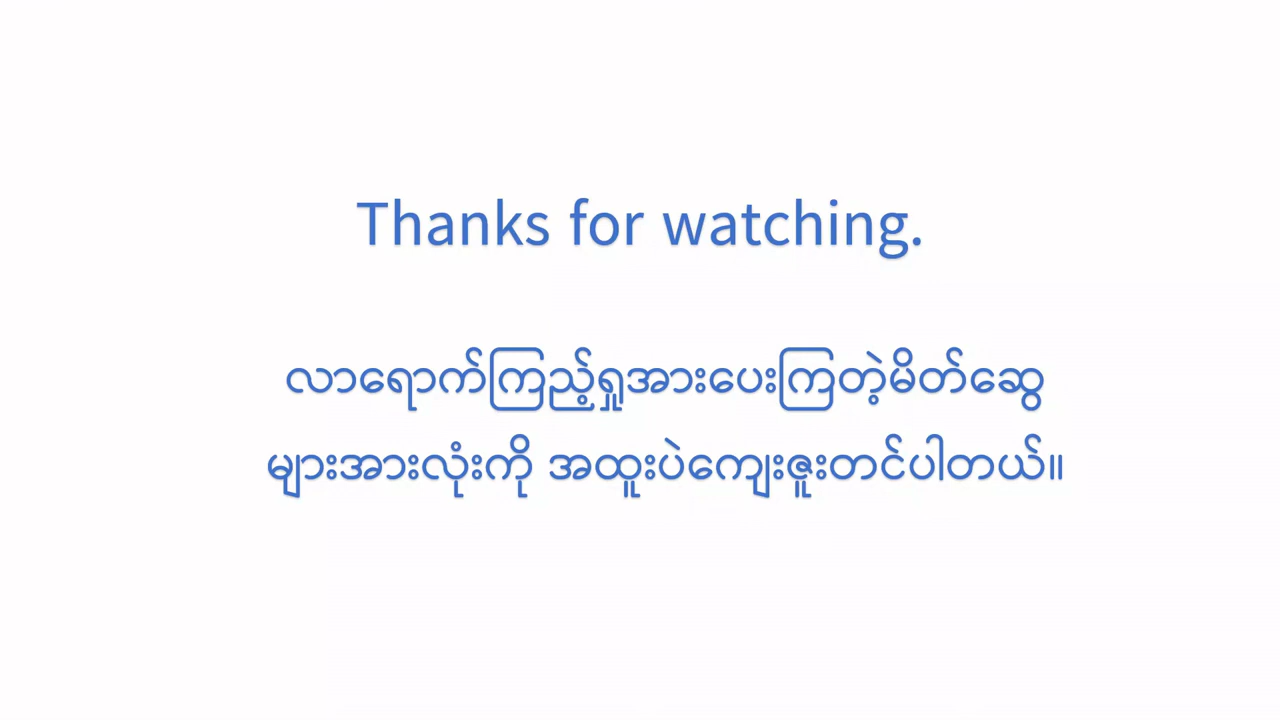 Thanks for watching.
လာရောက်ကြည့်ရှုအားပေးကြတဲ့မိတ်ဆွေ
များအားလုံးကို အထူးပဲကျေးဇူးတင်ပါတယ်။